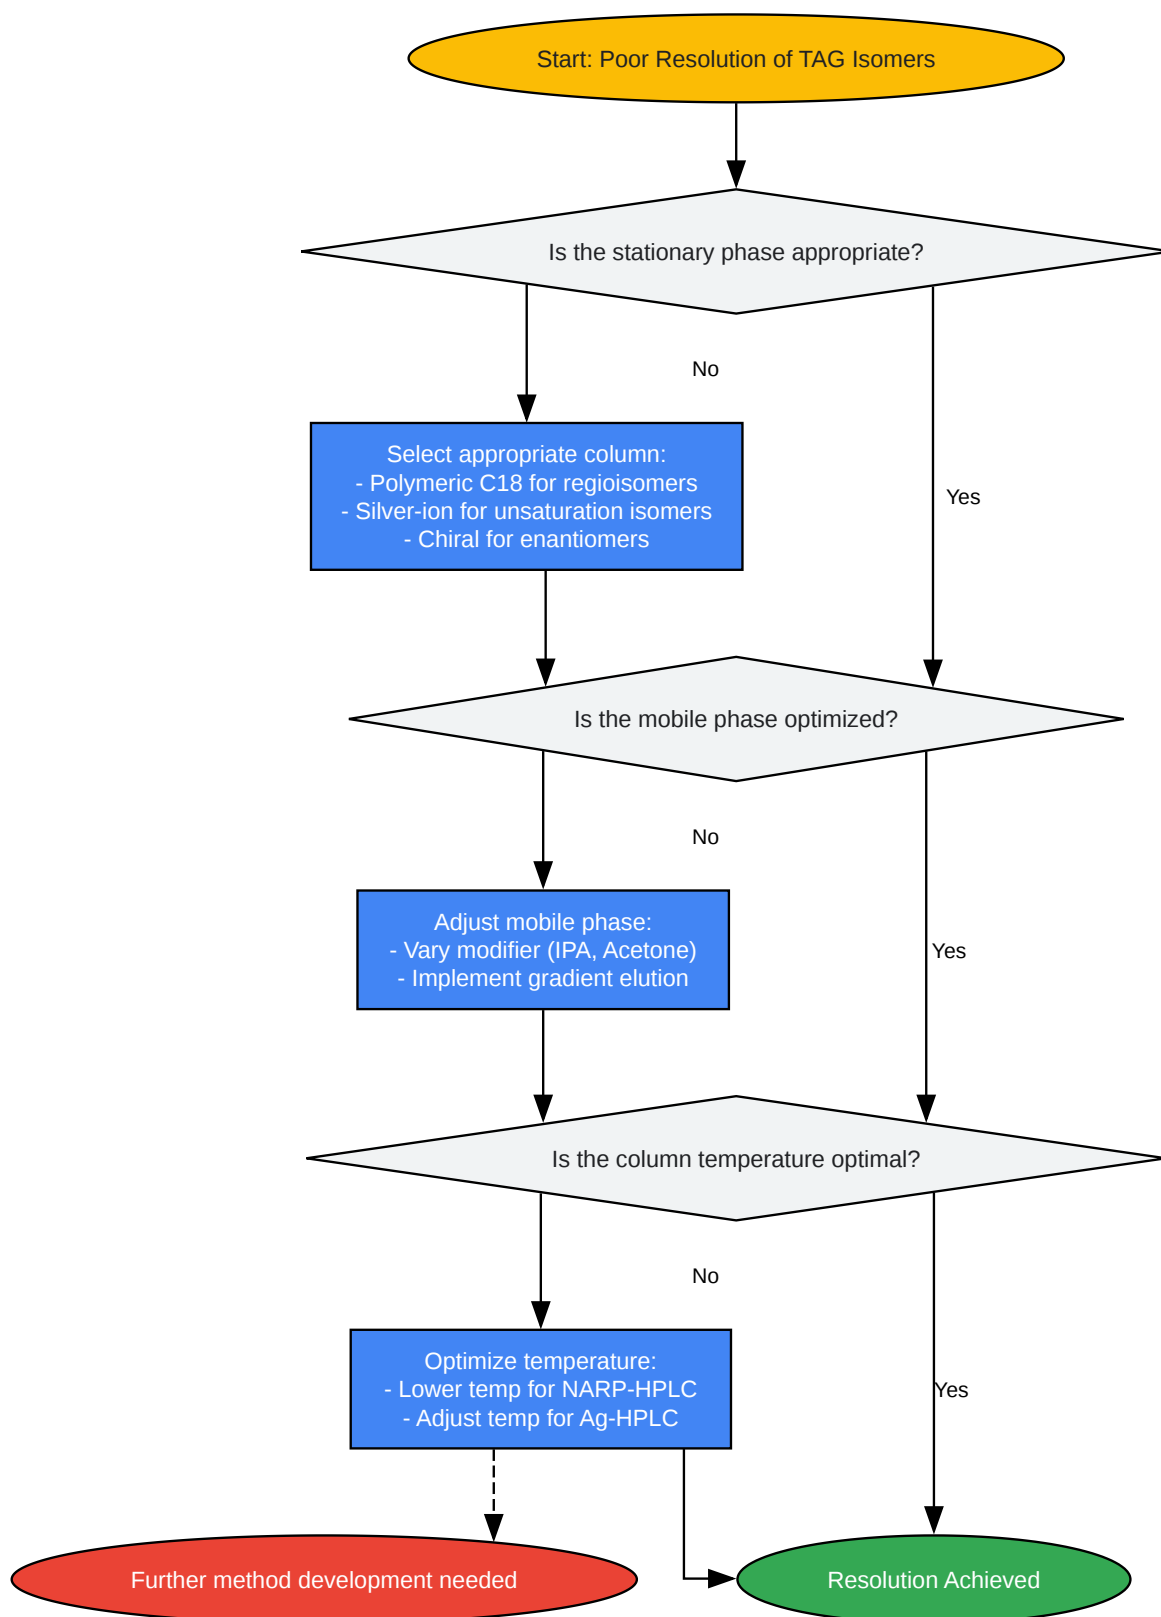 Start: Poor Resolution of TAG Isomers
Is the stationary phase appropriate?
No
Select appropriate column:
- Polymeric C18 for regioisomers
- Silver-ion for unsaturation isomers
- Chiral for enantiomers
Yes
Is the mobile phase optimized?
No
Adjust mobile phase:
- Vary modifier (IPA, Acetone)
- Implement gradient elution
Yes
Is the column temperature optimal?
No
Optimize temperature:
- Lower temp for NARP-HPLC
- Adjust temp for Ag-HPLC
Yes
Further method development needed
Resolution Achieved